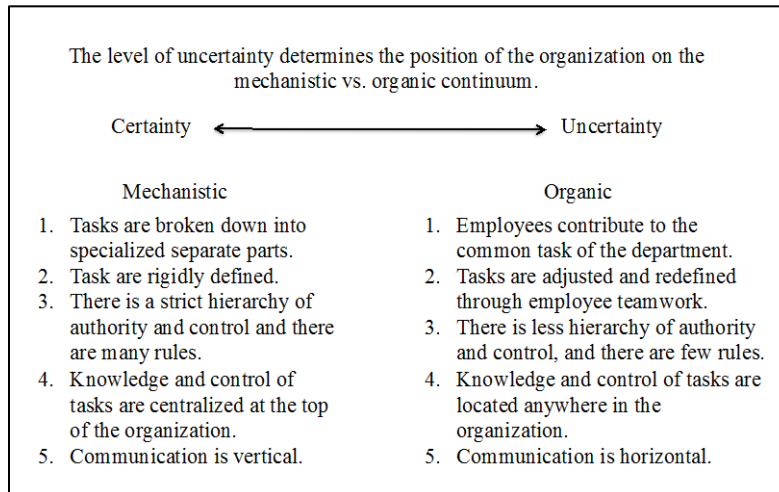 The level of uncertainty determines the position of the organization on the
mechanistic vs. organic continuum.
Certainty
Uncertainty
Mechanistic
1. Tasks are broken down into
specialized separate parts.
2. Task are rigidly defined.
3. There is a strict hierarchy of
authority and control and there
are many rules.
4. Knowledge and control of
tasks are centralized at the top
of the organization.
5. Communication is vertical.
Organic
1. Employees contribute to the
common task of the department.
2. Tasks are adjusted and redefined
through employee teamwork.
3. There is less hierarchy of authority
and control, and there are few rules.
4. Knowledge and control of tasks are
located anywhere in the
organization.
5. Communication is horizontal.